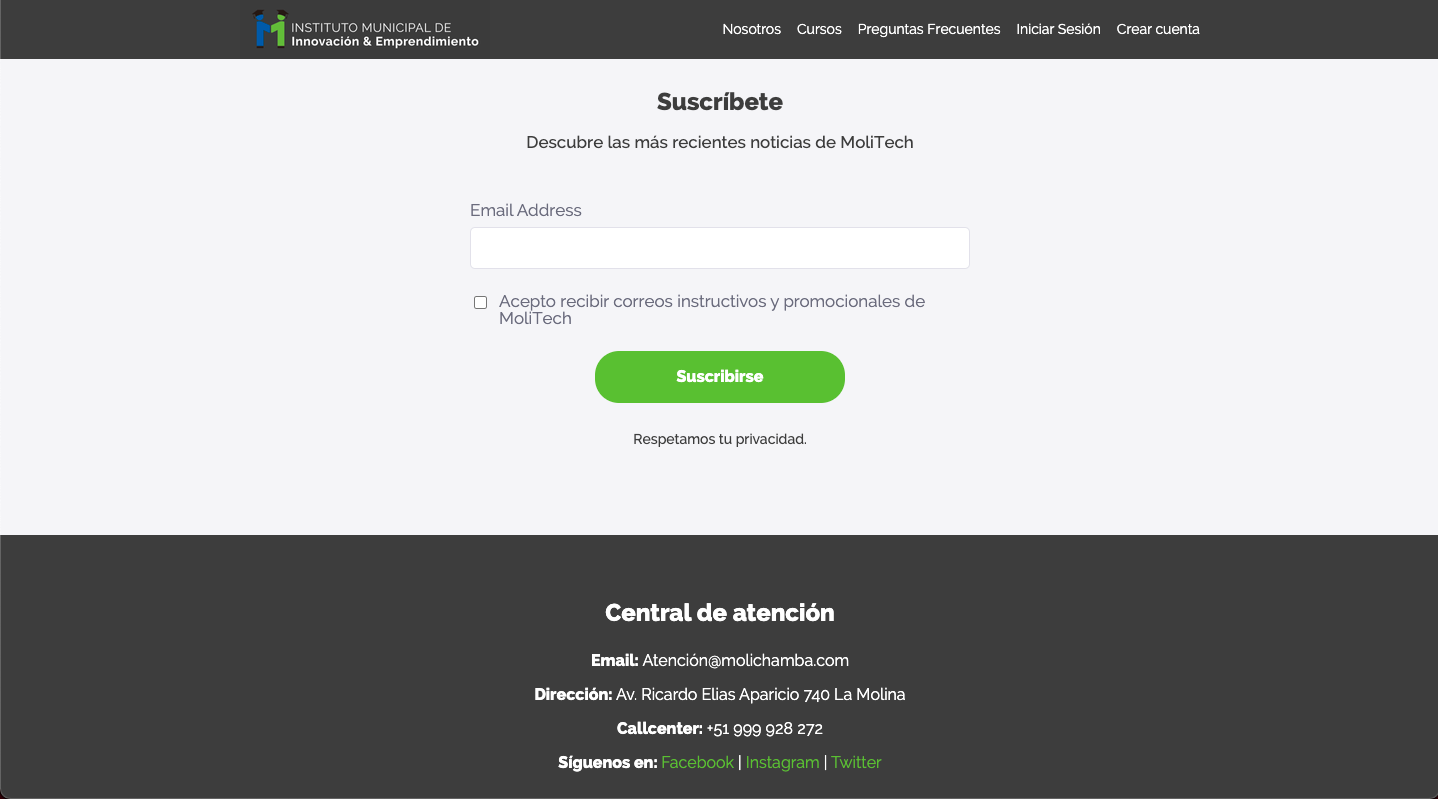 INSTITUTO MUNICIPAL DE
Innovación & Emprendimiento
Nosotros Cursos Preguntas Frecuentes Iniciar Sesión Crear cuenta
Suscríbete
Descubre las más recientes noticias de MoliTech
Email Address
Acepto recibir correos instructivos y promocionales de
MoliTech
Suscribirse
Respetamos tu privacidad.
Central de atención
Email: Atención@molichamba.com
Dirección: Av. Ricardo Elias Aparicio 740 La Molina
Callcenter: +51 999 928 272
Síguenos en: Facebook | Instagram | Twitter